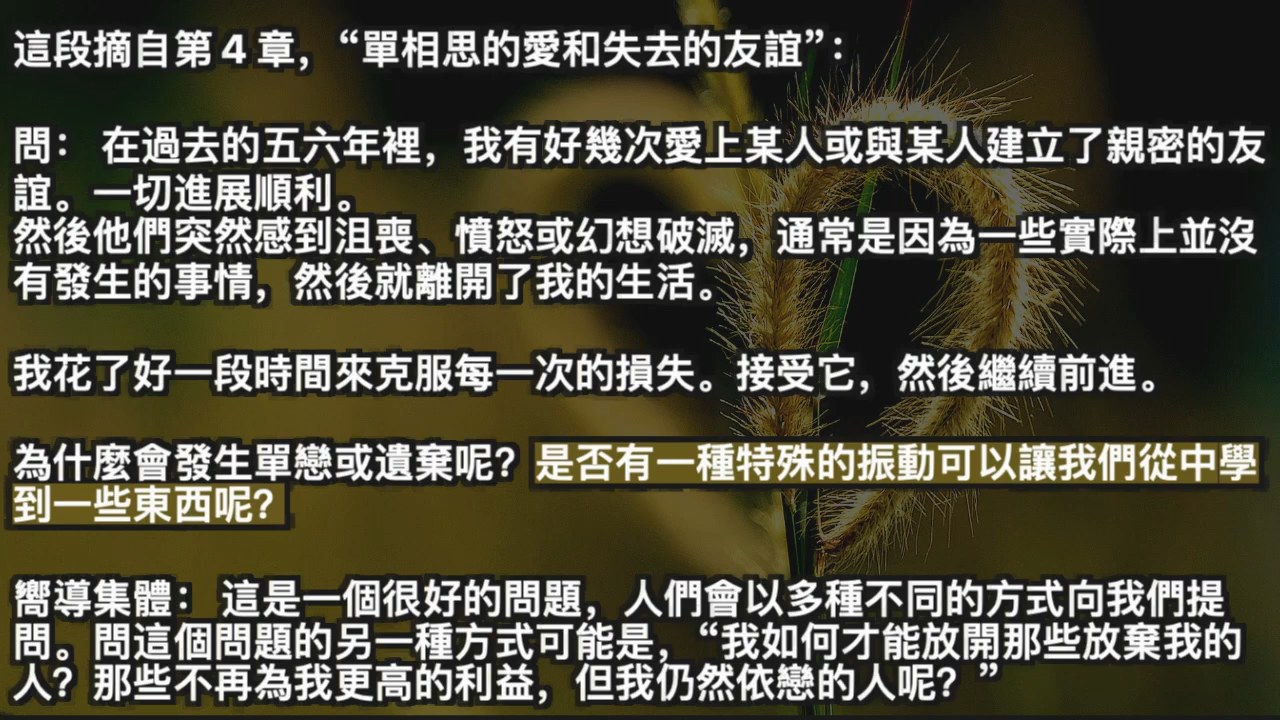 這段摘自第 4 章，“單相思的愛和失去的友誼”：
問： 在過去的五六年裡，我有好幾次愛上某人或與某人建立了親密的友
誼。一切進展順利。
然後他們突然感到沮喪、憤怒或幻想破滅，通常是因為一些實際上並沒
有發生的事情，然後就離開了我的生活。
我花了好一段時間來克服每一次的損失。接受它，然後繼續前進。
為什麼會發生單戀或遺棄呢？是否有一種特殊的振動可以讓我們從中學
到一些東西呢？
嚮導集體： 這是一個很好的問題，人們會以多種不同的方式向我們提
問。問這個問題的另一種方式可能是，“我如何才能放開那些放棄我的
人？那些不再為我更高的利益，但我仍然依戀的人呢？”